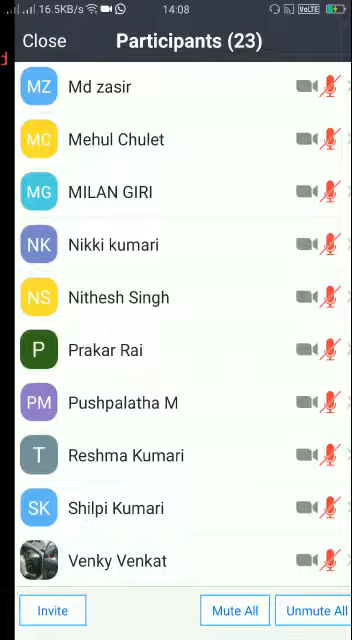 16.5KB/s 14:08 VoLTE
Close Participants (23)
MZ Md zasir
MC Mehul Chulet
MG MILAN GIRI
NK Nikki kumari
NS Nithesh Singh
P Prakar Rai
PM Pushpalatha M
T Reshma Kumari
SK Shilpi Kumari
Venky Venkat
Invite Mute All Unmute All